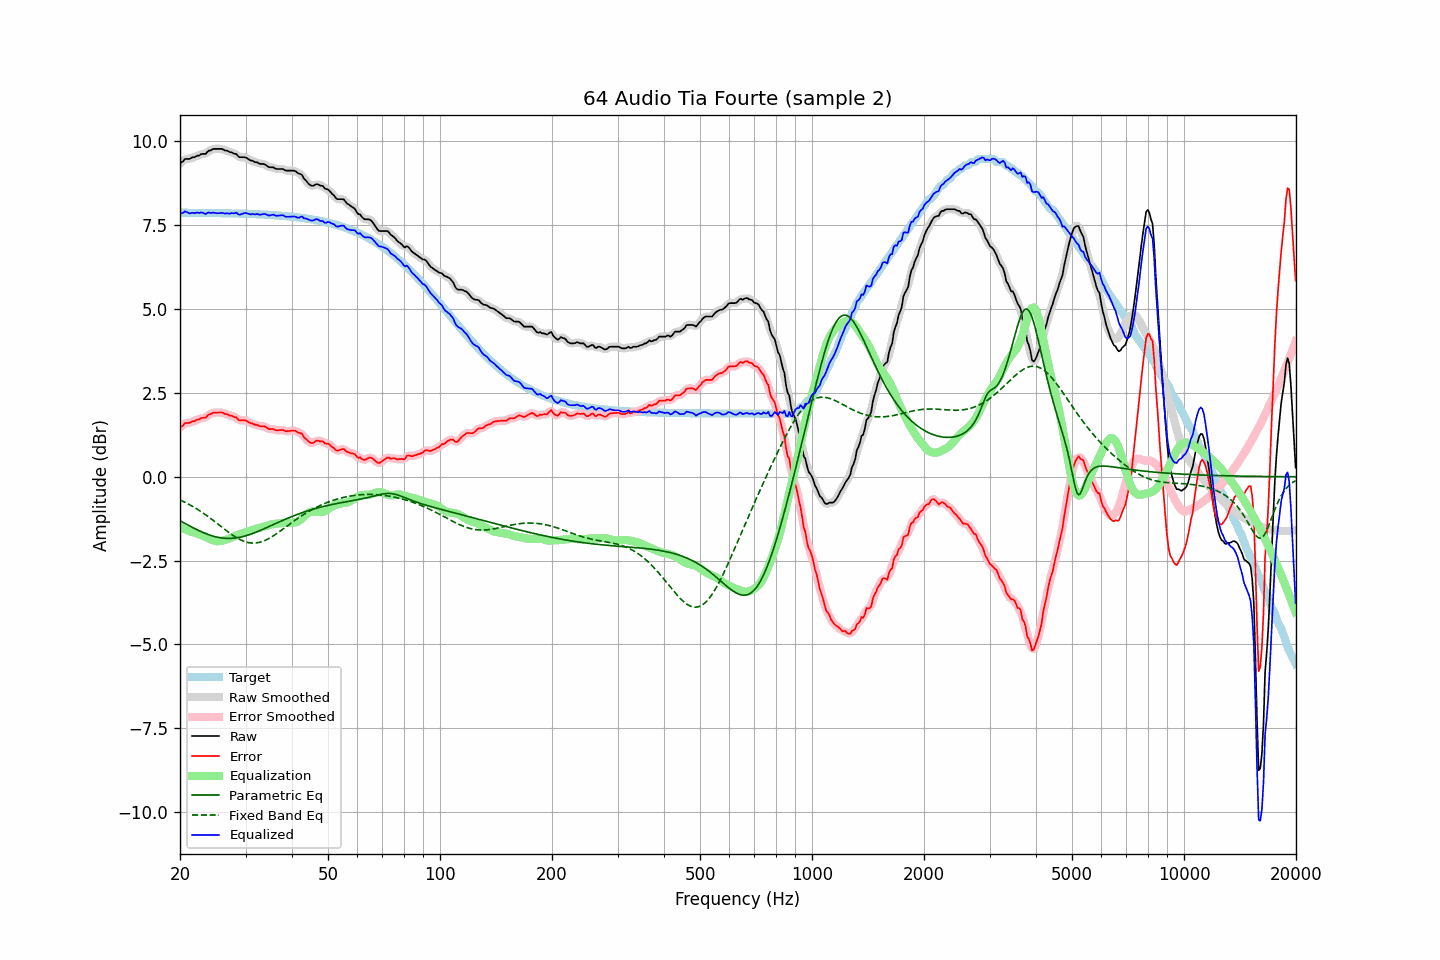 64 Audio Tia Fourte (sample 2)
Amplitude (dBr)
10.0
7.5
5.0
2.5
0.0
−2.5
−5.0
−7.5
−10.0
Target
Raw Smoothed
Error Smoothed
Raw
Error
Equalization
Parametric Eq
Fixed Band Eq
Equalized
20 50 100 200 500 1000 2000 5000 10000 20000
Frequency (Hz)